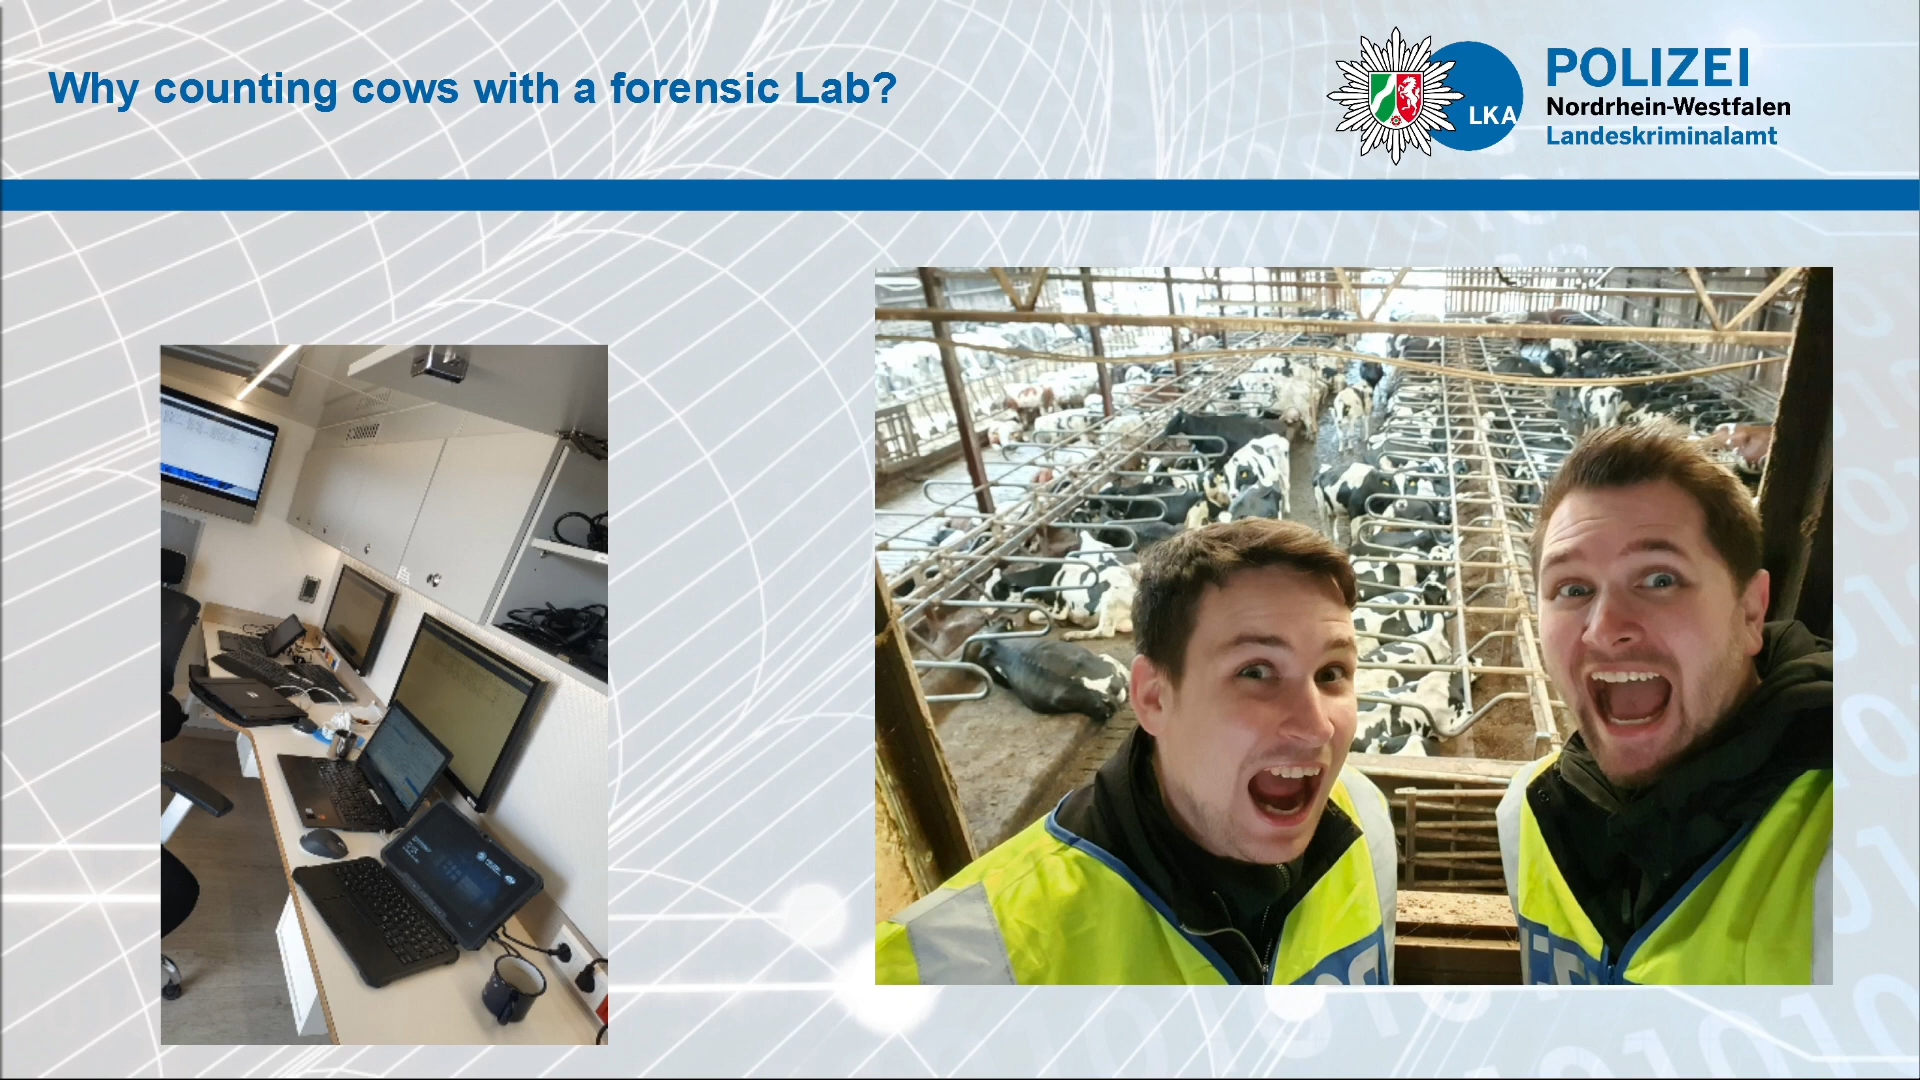 Why counting cows with a forensic Lab?
LKA
POLIZEI
Nordrhein-Westfalen
Landeskriminalamt